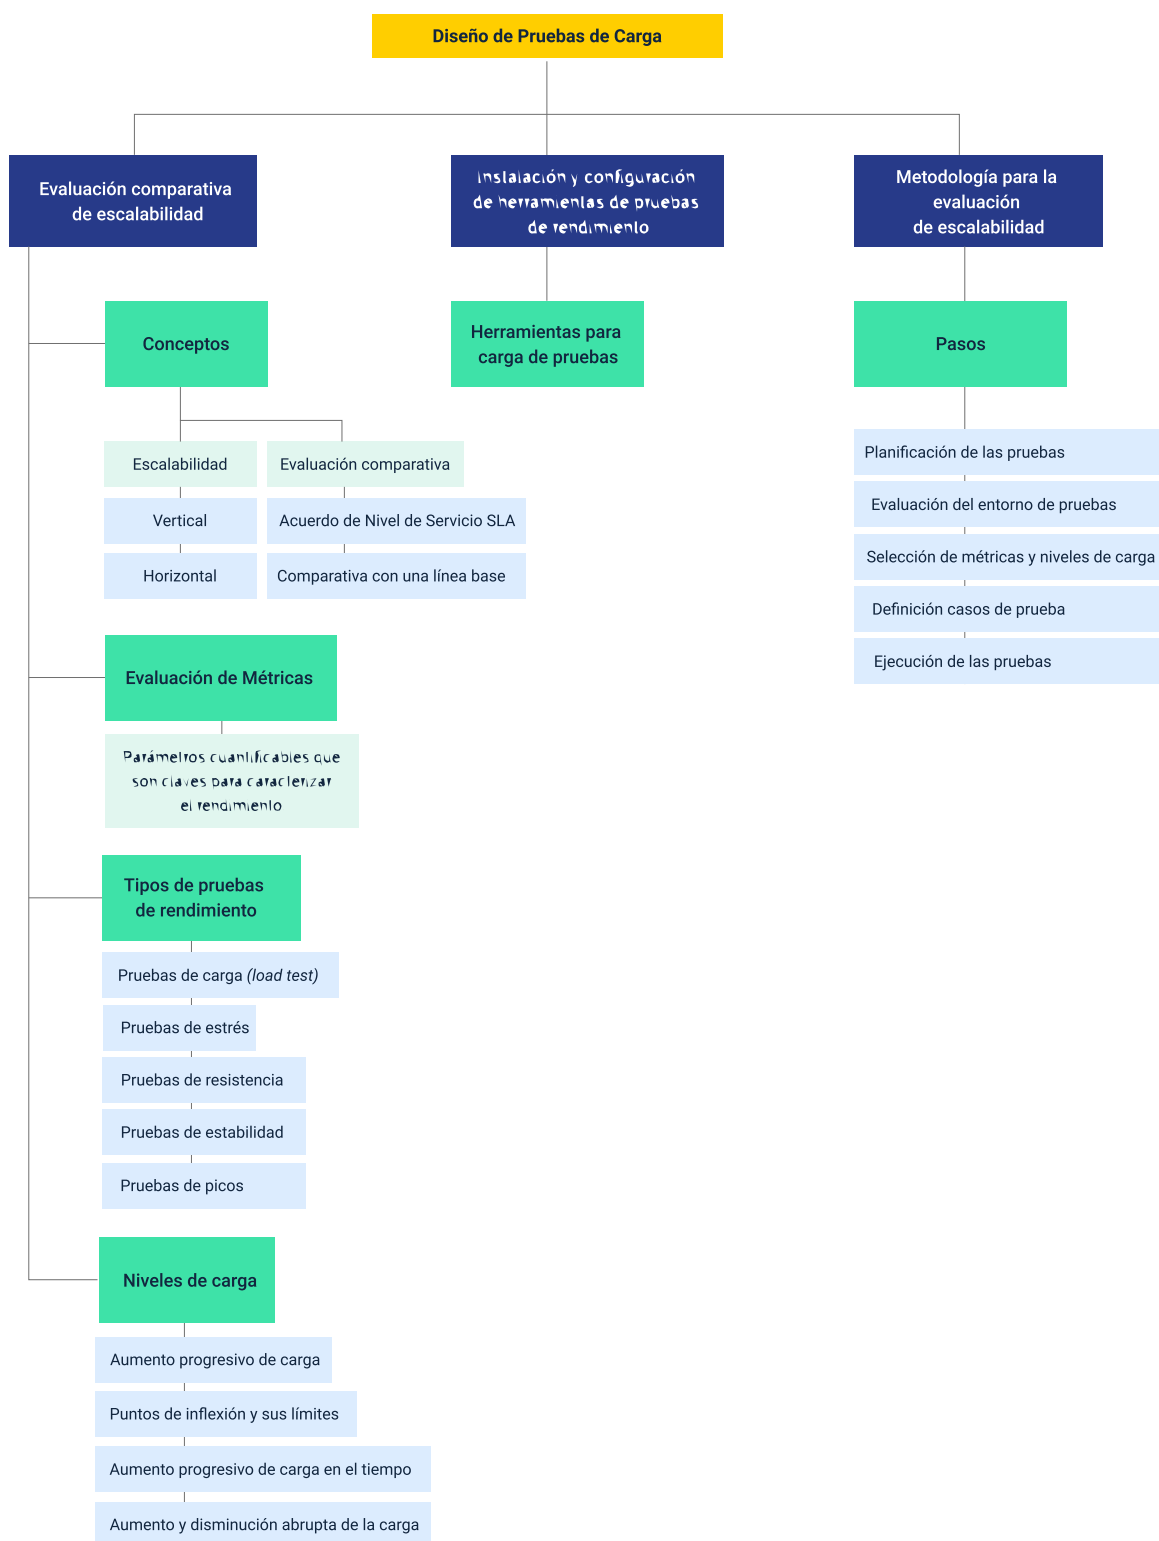 Diseño de Pruebas de Carga
Evaluación comparativa
de escalabilidad
Instalación y configuración
de herramientas de pruebas
de rendimiento
Metodología para la
evaluación
de escalabilidad
Conceptos
Herramientas para
carga de pruebas
Pasos
Escalabilidad
Evaluación comparativa
Vertical
Acuerdo de Nivel de Servicio SLA
Horizontal
Comparativa con una línea base
Planificación de las pruebas
Evaluación del entorno de pruebas
Selección de métricas y niveles de carga
Definición casos de prueba
Ejecución de las pruebas
Evaluación de Métricas
Parámetros cuantificables que
son claves para caracterizar
el rendimiento
Tipos de pruebas
de rendimiento
Pruebas de carga (load test)
Pruebas de estrés
Pruebas de resistencia
Pruebas de estabilidad
Pruebas de picos
Niveles de carga
Aumento progresivo de carga
Puntos de inflexión y sus límites
Aumento progresivo de carga en el tiempo
Aumento y disminución abrupta de la carga